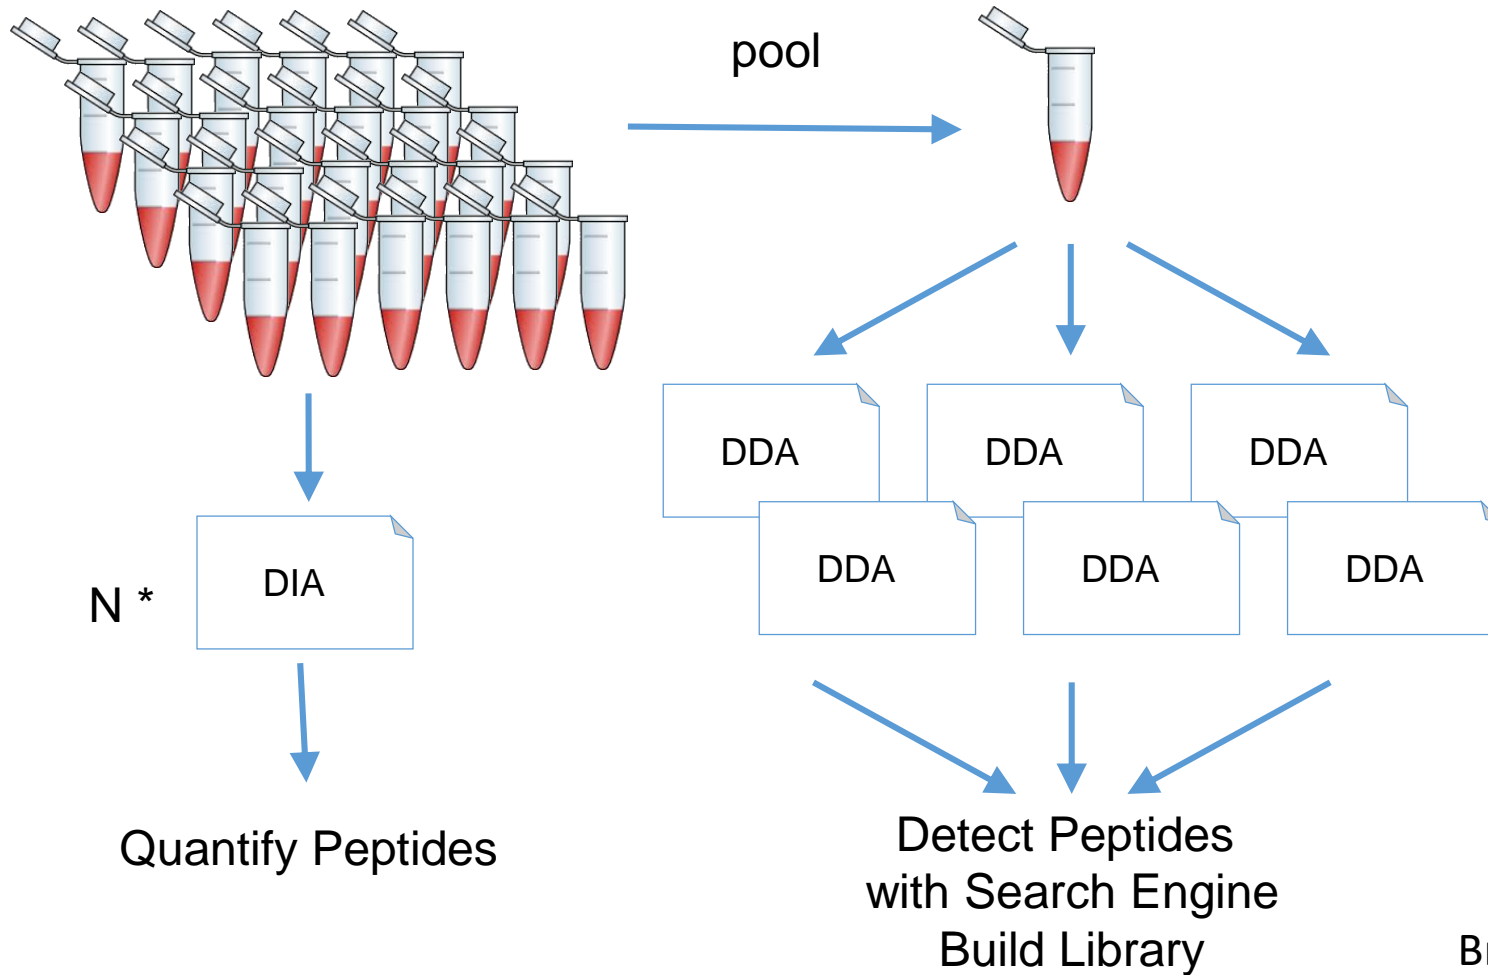 pool
DDA
DDA
DDA
DDA
DDA
DDA
N *
DIA
Quantify Peptides
Detect Peptides
with Search Engine
Build Library